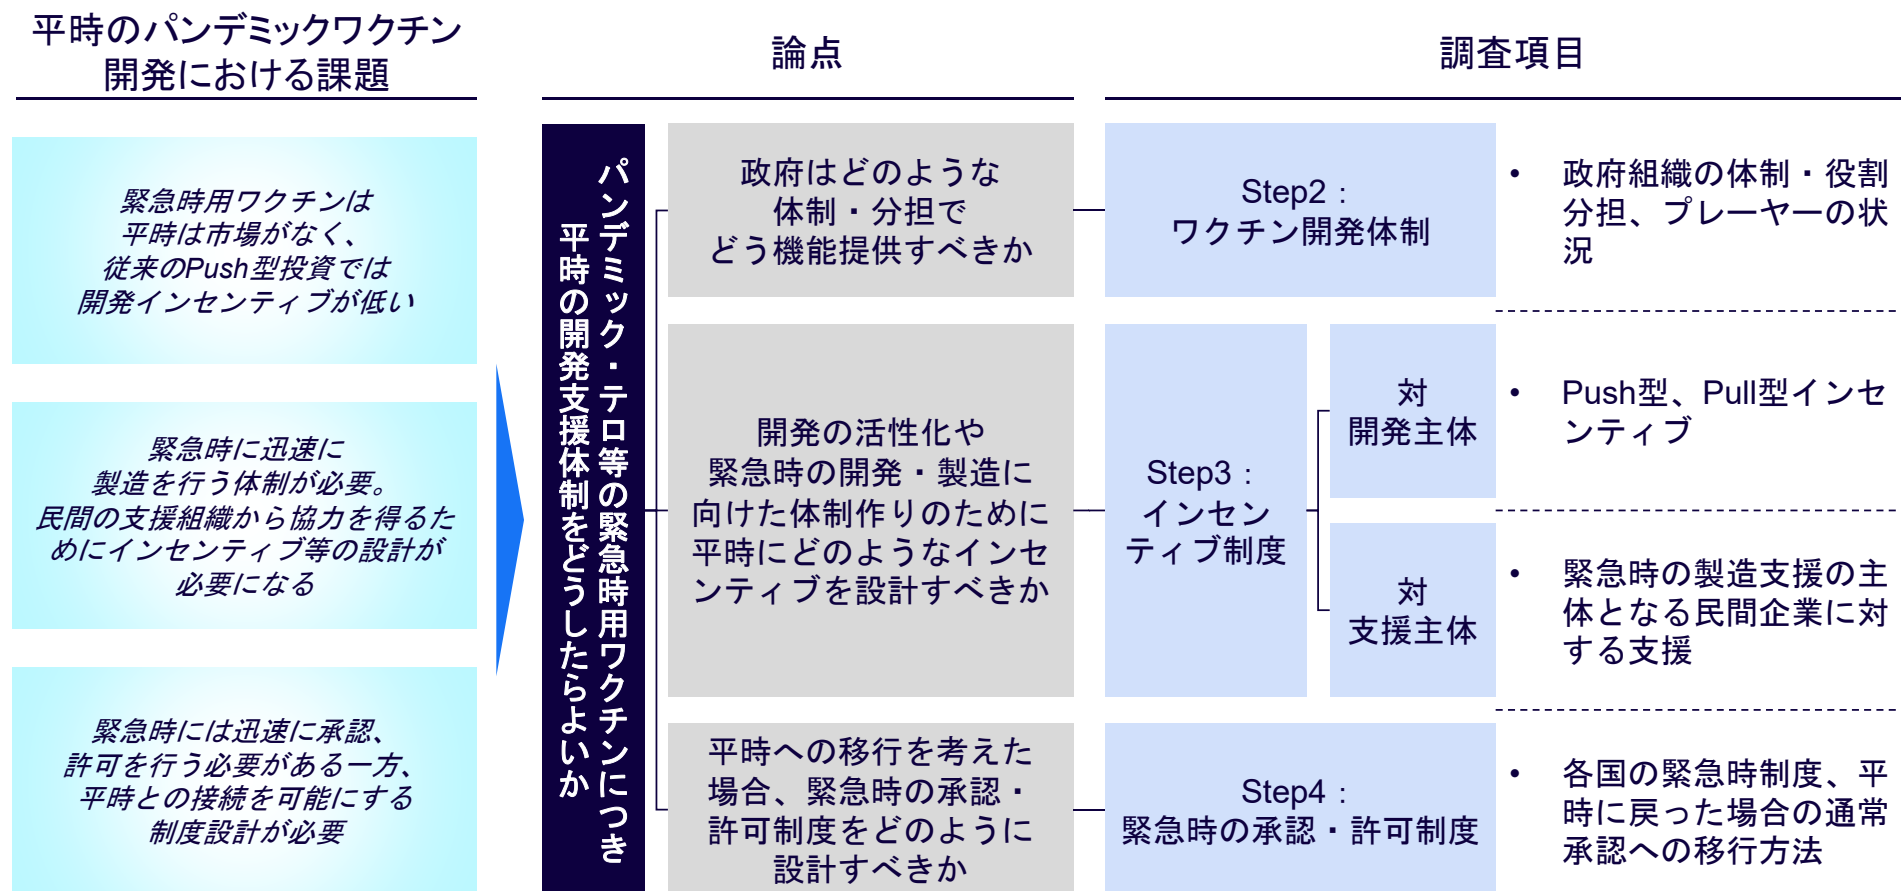 平時のパンデミックワクチン
開発における課題
論点
調査項目
緊急時用ワクチンは
平時は市場がなく、
従来のPush型投資では
開発インセンティブが低い
緊急時に迅速に
製造を行う体制が必要。
民間の支援組織から協力を得るた
めにインセンティブ等の設計が
必要になる
緊急時には迅速に承認、
許可を行う必要がある一方、
平時との接続を可能にする
制度設計が必要
パンデミック・テロ等の緊急時用ワクチンにつき
平時の開発支援体制をどうしたらよいか
政府はどのような
体制・分担で
どう機能提供すべきか
開発の活性化や
緊急時の開発・製造に
向けた体制作りのために
平時にどのようなインセ
ンティブを設計すべきか
平時への移行を考えた
場合、緊急時の承認・
許可制度をどのように
設計すべきか
Step2：
ワクチン開発体制
• 政府組織の体制・役割
分担、プレーヤーの状
況
Step3：
インセン
ティブ制度
対
開発主体
• Push型、Pull型インセ
ンティブ
対
支援主体
• 緊急時の製造支援の主
体となる民間企業に対
する支援
Step4：
緊急時の承認・許可制度
• 各国の緊急時制度、平
時に戻った場合の通常
承認への移行方法